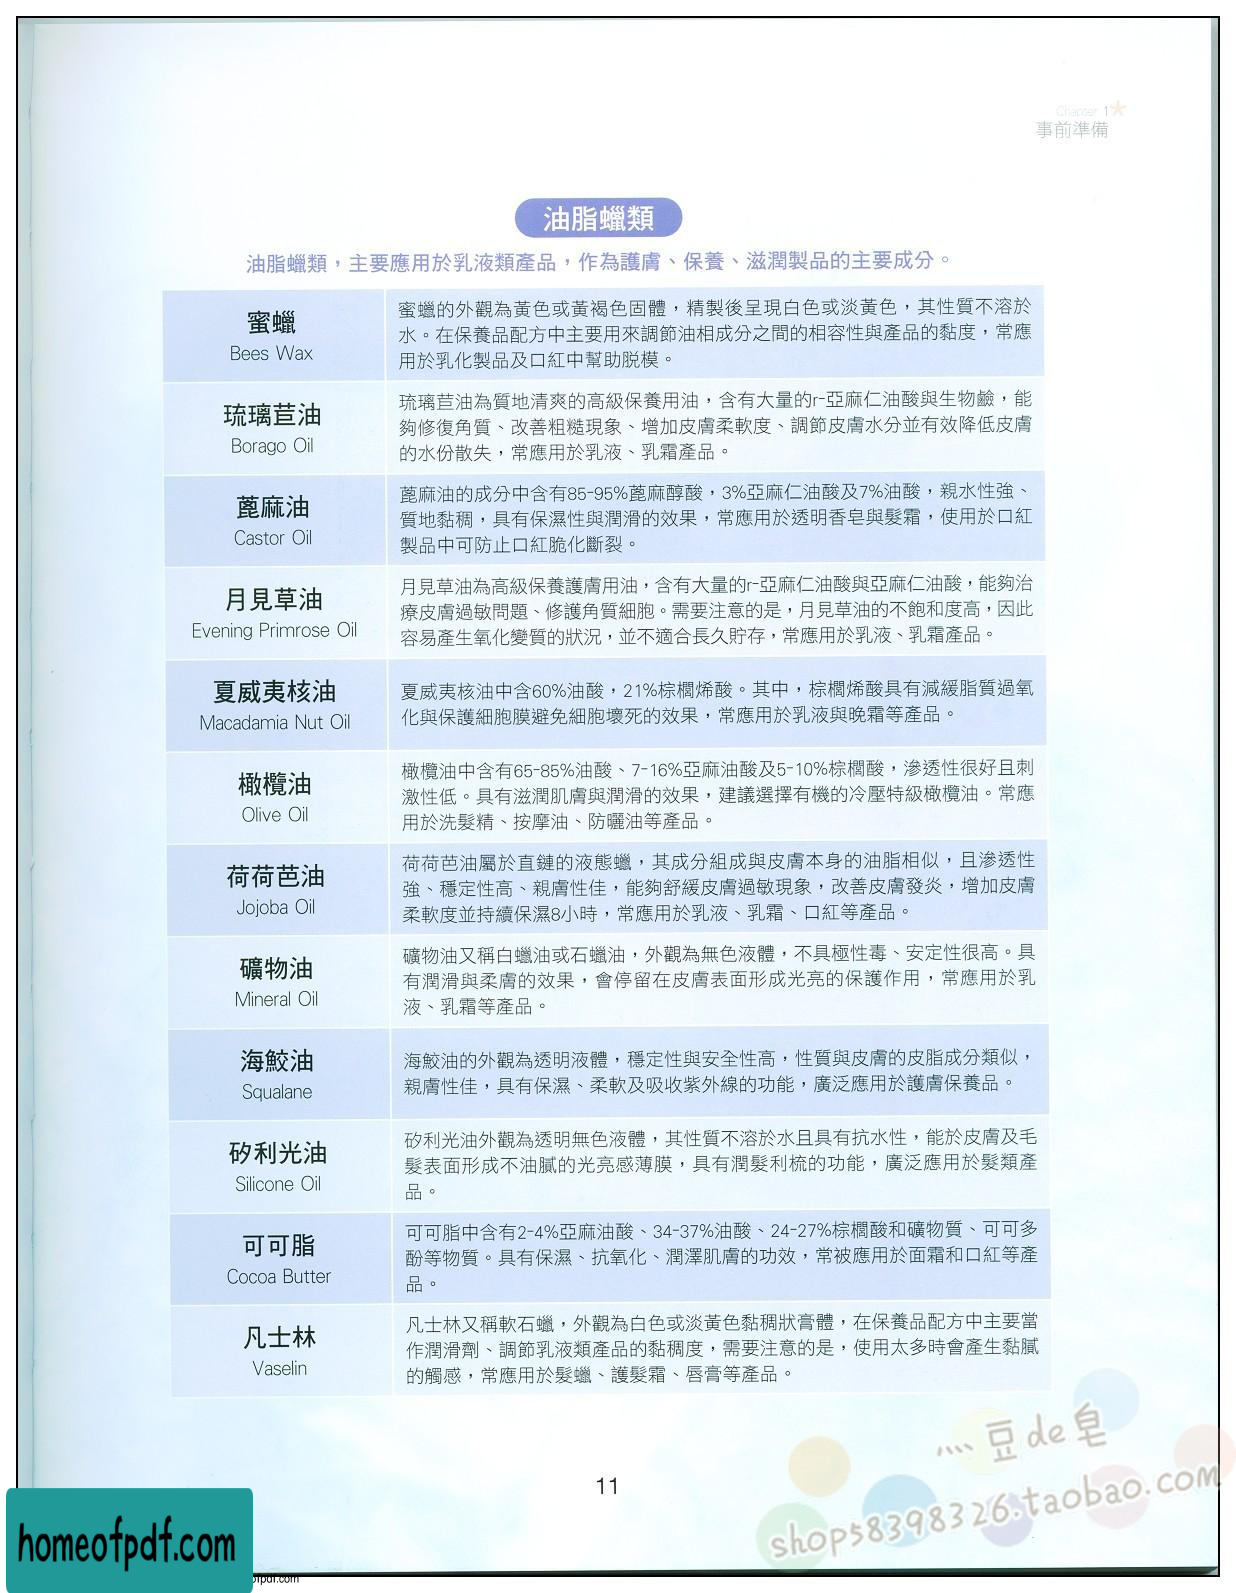 Chapter 1
事前準備
油脂蠟類
油脂蠟類，主要應用於乳液類產品，作為護膚、保養、滋潤製品的主要成分。
蜜蠟
Bees Wax
蜜蠟的外觀為黃色或黃褐色固體，精製後呈現白色或淡黃色，其性質不溶於
水。在保養品配方中主要用來調節油相成分之間的相容性與產品的黏度，常應
用於乳化製品及口紅中幫助脫模。
琉璃苣油
Borago Oil
琉璃苣油為質地清爽的高級保養用油，含有大量的r-亞麻仁油酸與生物鹼，能
夠修復角質、改善粗糙現象、增加皮膚柔軟度、調節皮膚水分並有效降低皮膚
的水份散失，常應用於乳液、乳霜產品。
蓖麻油
Castor Oil
蓖麻油的成分中含有85-95%蓖麻醇酸，3%亞麻仁油酸及7%油酸，親水性強、
質地黏稠，具有保濕性與潤滑的效果，常應用於透明香皂與髮霜，使用於口紅
製品中可防止口紅脆化斷裂。
月見草油
Evening Primrose Oil
月見草油為高級保養護膚用油，含有大量的r-亞麻仁油酸與亞麻仁油酸，能夠治
療皮膚過敏問題、修護角質細胞。需要注意的是，月見草油的不飽和度高，因此
容易產生氧化變質的狀況，並不適合長久貯存，常應用於乳液、乳霜產品。
夏威夷核油
Macadamia Nut Oil
夏威夷核油中含60%油酸，21%棕櫚烯酸。其中，棕櫚烯酸具有減緩脂質過氧
化與保護細胞膜避免細胞壞死的效果，常應用於乳液與晚霜等產品。
橄欖油
Olive Oil
橄欖油中含有65-85%油酸、7-16%亞麻油酸及5-10%棕櫚酸，滲透性很好且刺
激性低。具有滋潤肌膚與潤滑的效果，建議選擇有機的冷壓特級橄欖油。常應
用於洗髮精、按摩油、防曬油等產品。
荷荷芭油
Jojoba Oil
荷荷芭油屬於直鏈的液態蠟，其成分組成與皮膚本身的油脂相似，且滲透性
強、穩定性高、親膚性佳，能夠舒緩皮膚過敏現象，改善皮膚發炎，增加皮膚
柔軟度並持續保濕8小時，常應用於乳液、乳霜、口紅等產品。
礦物油
Mineral Oil
礦物油又稱白蠟油或石蠟油，外觀為無色液體，不具極性毒、安定性很高。具
有潤滑與柔膚的效果，會停留在皮膚表面形成光亮的保護作用，常應用於乳
液、乳霜等產品。
海鮫油
Squalane
海鮫油的外觀為透明液體，穩定性與安全性高，性質與皮膚的皮脂成分類似，
親膚性佳，具有保濕、柔軟及吸收紫外線的功能，廣泛應用於護膚保養品。
矽利光油
Silicone Oil
矽利光油外觀為透明無色液體，其性質不溶於水且具有抗水性，能於皮膚及毛
髮表面形成不油膩的光亮感薄膜，具有潤髮利梳的功能，廣泛應用於髮類產
品。
可可脂
Cocoa Butter
可可脂中含有2-4%亞麻油酸、34-37%油酸、24-27%棕櫚酸和礦物質、可可多
酚等物質。具有保濕、抗氧化、潤澤肌膚的功效，常被應用於面霜和口紅等產
品。
凡士林
Vaselin
凡士林又稱軟石蠟，外觀為白色或淡黃色黏稠狀膏體，在保養品配方中主要當
作潤滑劑、調節乳液類產品的黏稠度，需要注意的是，使用太多時會產生黏膩
的觸感，常應用於髮蠟、護髮霜、唇膏等產品。
豆de皂
shop58398326.taobao.com
11
homeofpdf.com
ofpdf.com